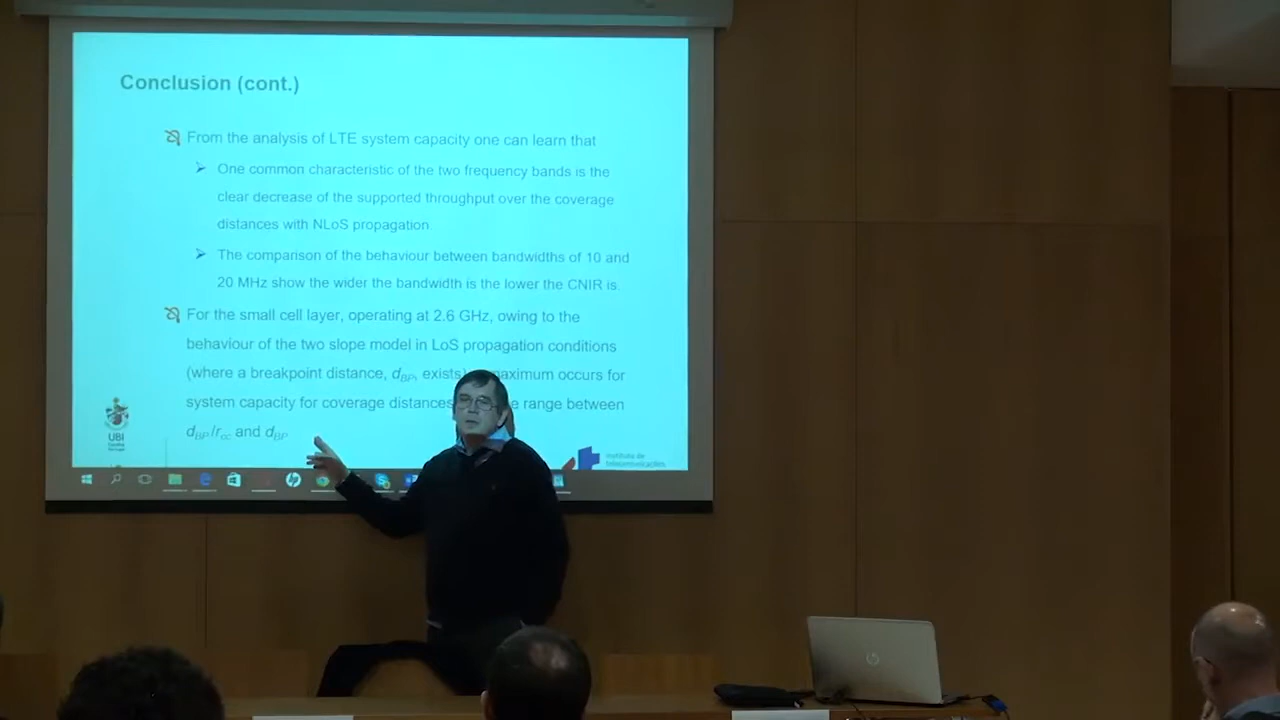 Conclusion (cont.)
From the analysis of LTE system capacity one can learn that
One common characteristic of the two frequency bands is the
clear decrease of the supported throughput over the coverage
distances with NLoS propagation.
The comparison of the behaviour between bandwidths of 10 and
20 MHz show the wider the bandwidth is the lower the CNIR is.
For the small cell layer, operating at 2.6 GHz, owing to the
behaviour of the two slope model in LoS propagation conditions
(where a breakpoint distance, dBP, exists) maximum occurs for
system capacity for coverage distances range between
dBP/rcc and dBP
UBI
instituto de
telecomunicações
hp